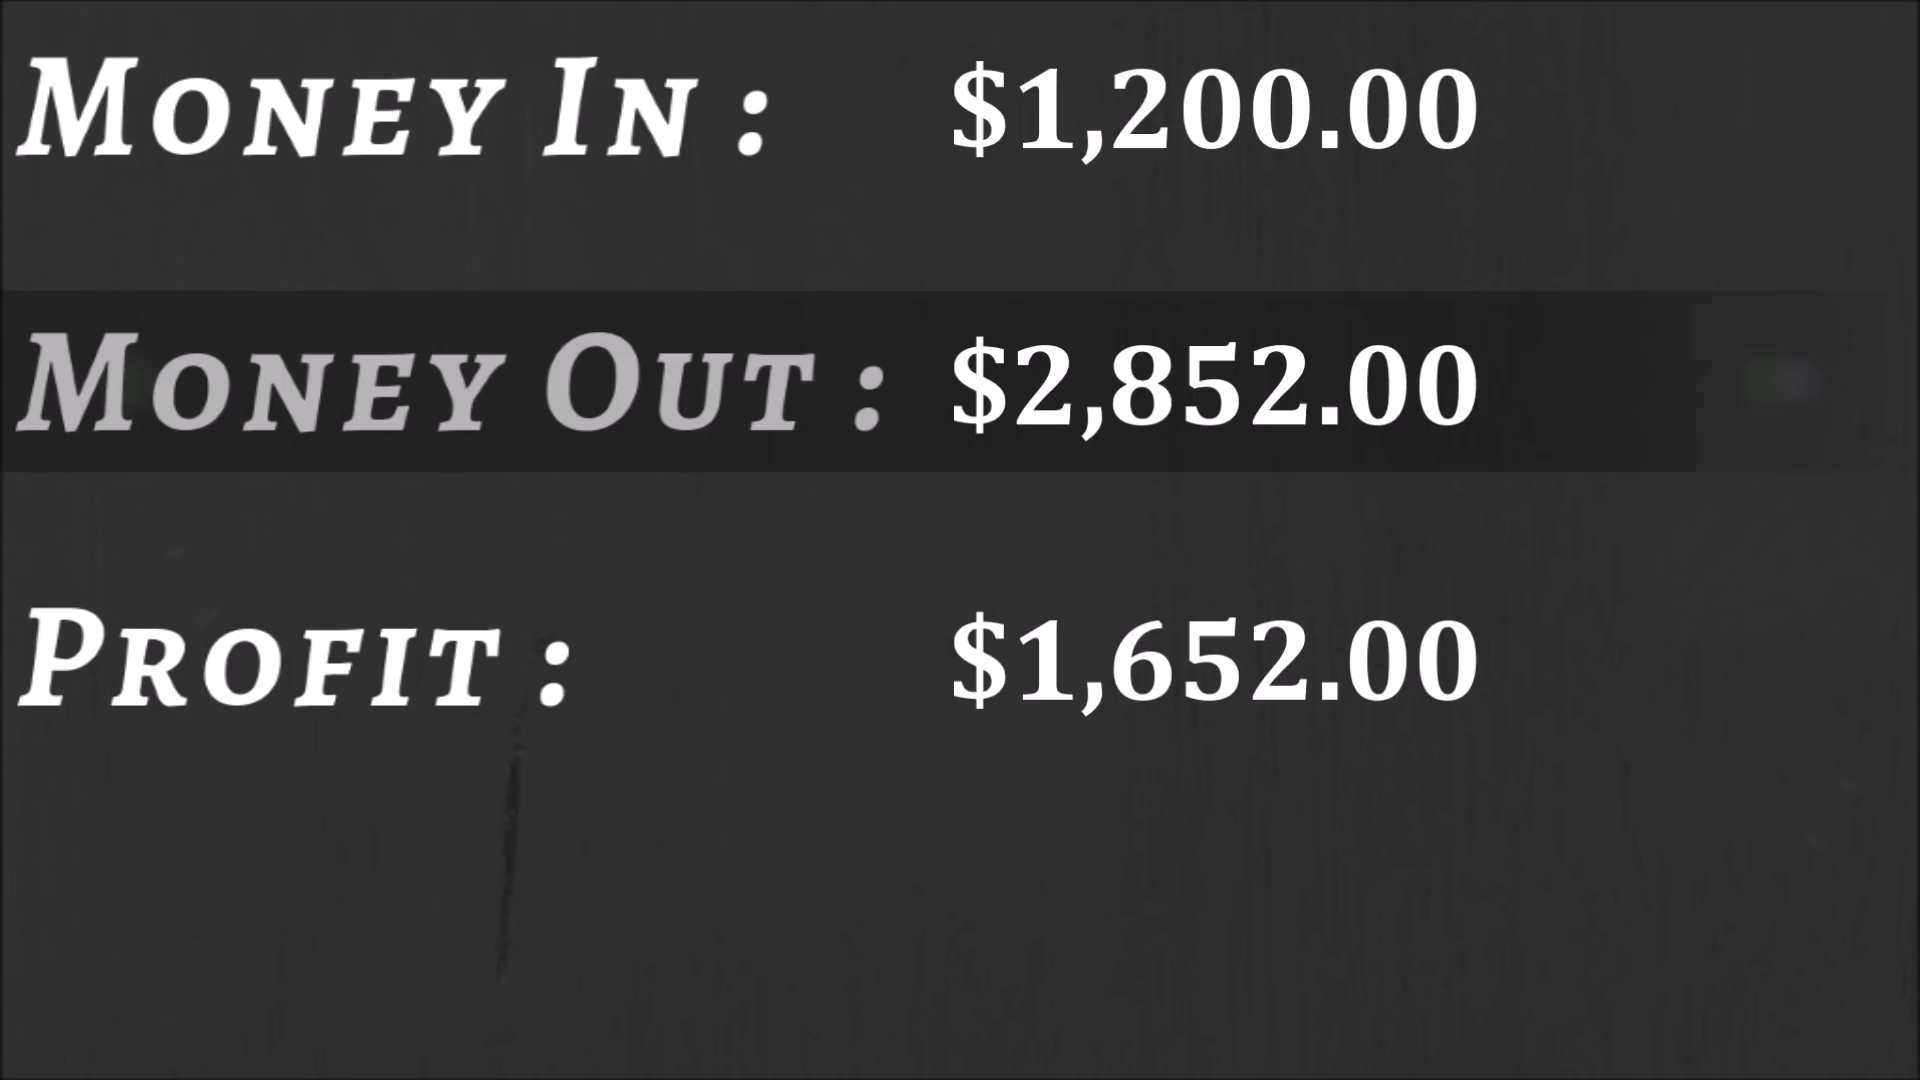 Money In : $1,200.00
Money Out : $2,852.00
Profit : $1,652.00